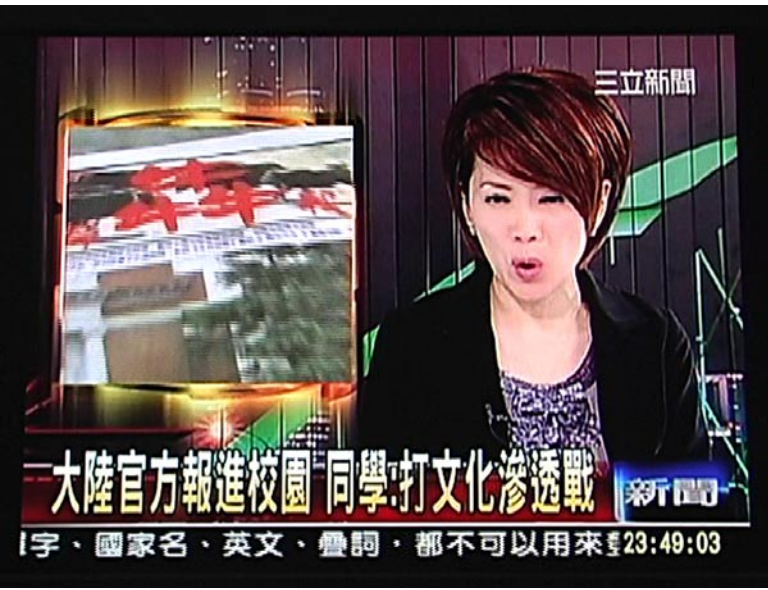 三立新聞
大陸官方報進校園 同學:打文化滲透戰
新聞
字、國家名、英文、疊詞,都不可以用來
23:49:03